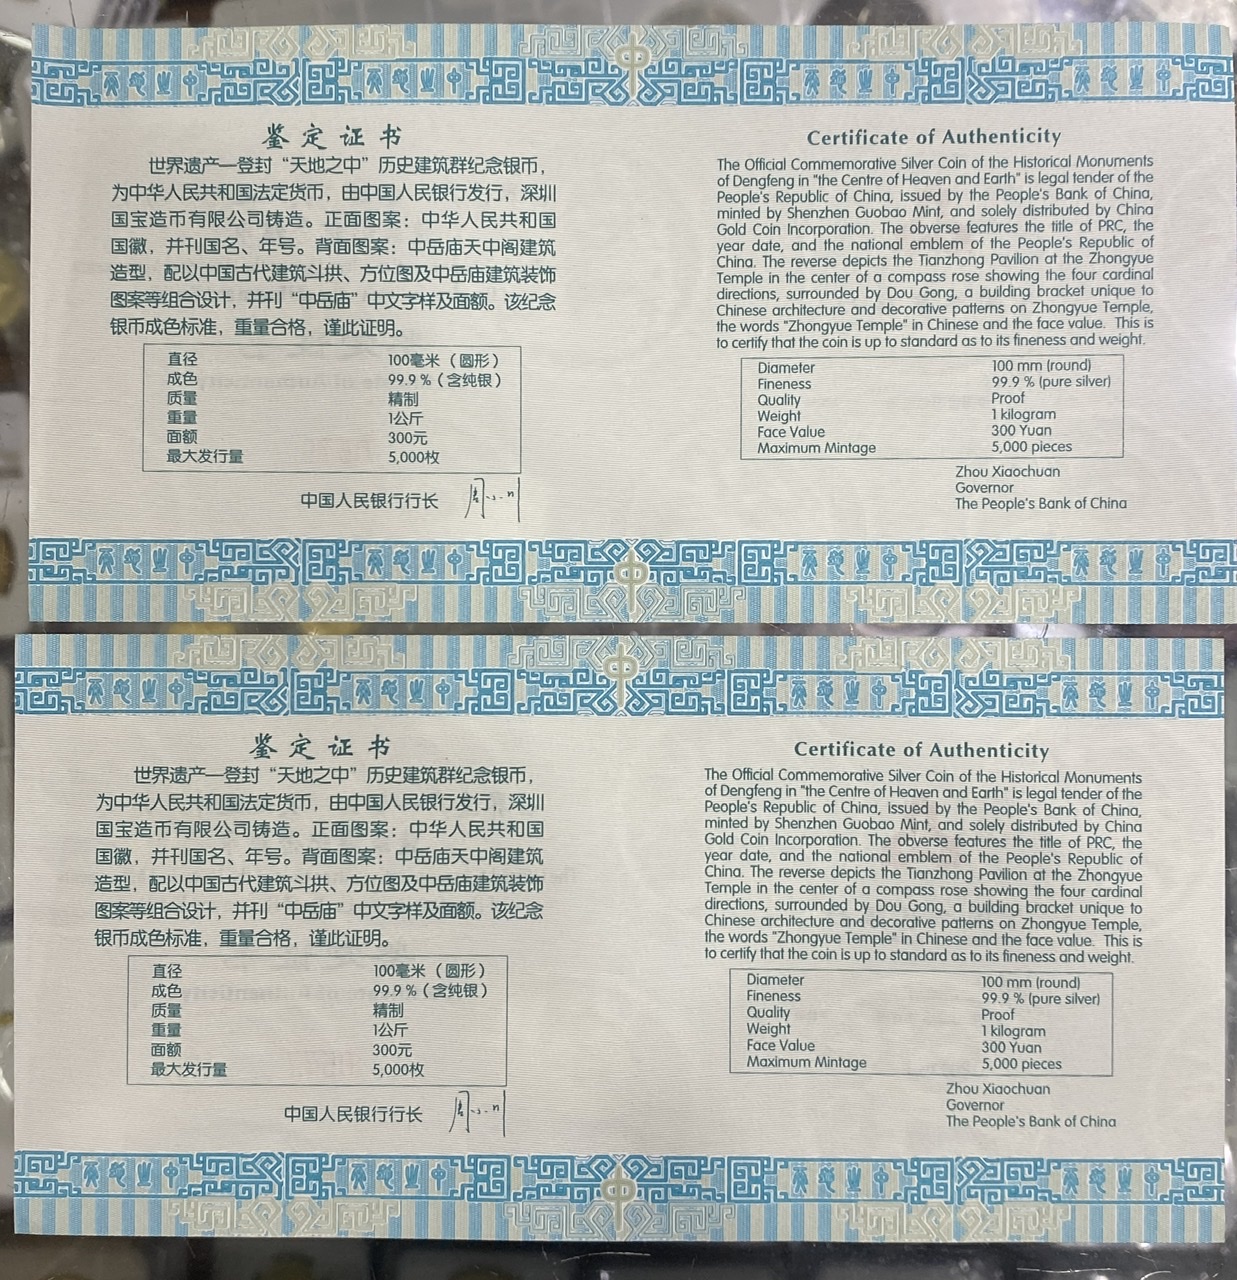 鉴定证书
世界遗产—登封“天地之中”历史建筑群纪念银币，
为中华人民共和国法定货币，由中国人民银行发行，深圳
国宝造币有限公司铸造。正面图案：中华人民共和国
国徽，并刊国名、年号。背面图案：中岳庙天中阁建筑
造型，配以中国古代建筑斗拱、方位图及中岳庙建筑装饰
图案等组合设计，并刊“中岳庙”中文字样及面额。该纪念
银币成色标准，重量合格，谨此证明。
直径 100毫米（圆形）
成色 99.9％（含纯银）
质量 精制
重量 1公斤
面额 300元
最大发行量 5,000枚
中国人民银行行长
Certificate of Authenticity
The Official Commemorative Silver Coin of the Historical Monuments
of Dengfeng in "the Centre of Heaven and Earth" is legal tender of the
People's Republic of China, issued by the People's Bank of China,
minted by Shenzhen Guobao Mint, and solely distributed by China
Gold Coin Incorporation. The obverse features the title of PRC, the
year date, and the national emblem of the People's Republic of
China. The reverse depicts the Tianzhong Pavilion at the Zhongyue
Temple in the center of a compass rose showing the four cardinal
directions, surrounded by Dou Gong, a building bracket unique to
Chinese architecture and decorative patterns on Zhongyue Temple,
the words "Zhongyue Temple" in Chinese and the face value. This is
to certify that the coin is up to standard as to its fineness and weight.
Diameter 100 mm (round)
Fineness 99.9 % (pure silver)
Quality Proof
Weight 1 kilogram
Face Value 300 Yuan
Maximum Mintage 5,000 pieces
Zhou Xiaochuan
Governor
The People's Bank of China
鉴定证书
世界遗产—登封“天地之中”历史建筑群纪念银币，
为中华人民共和国法定货币，由中国人民银行发行，深圳
国宝造币有限公司铸造。正面图案：中华人民共和国
国徽，并刊国名、年号。背面图案：中岳庙天中阁建筑
造型，配以中国古代建筑斗拱、方位图及中岳庙建筑装饰
图案等组合设计，并刊“中岳庙”中文字样及面额。该纪念
银币成色标准，重量合格，谨此证明。
直径 100毫米（圆形）
成色 99.9％（含纯银）
质量 精制
重量 1公斤
面额 300元
最大发行量 5,000枚
中国人民银行行长
Certificate of Authenticity
The Official Commemorative Silver Coin of the Historical Monuments
of Dengfeng in "the Centre of Heaven and Earth" is legal tender of the
People's Republic of China, issued by the People's Bank of China,
minted by Shenzhen Guobao Mint, and solely distributed by China
Gold Coin Incorporation. The obverse features the title of PRC, the
year date, and the national emblem of the People's Republic of
China. The reverse depicts the Tianzhong Pavilion at the Zhongyue
Temple in the center of a compass rose showing the four cardinal
directions, surrounded by Dou Gong, a building bracket unique to
Chinese architecture and decorative patterns on Zhongyue Temple,
the words "Zhongyue Temple" in Chinese and the face value. This is
to certify that the coin is up to standard as to its fineness and weight.
Diameter 100 mm (round)
Fineness 99.9 % (pure silver)
Quality Proof
Weight 1 kilogram
Face Value 300 Yuan
Maximum Mintage 5,000 pieces
Zhou Xiaochuan
Governor
The People's Bank of China